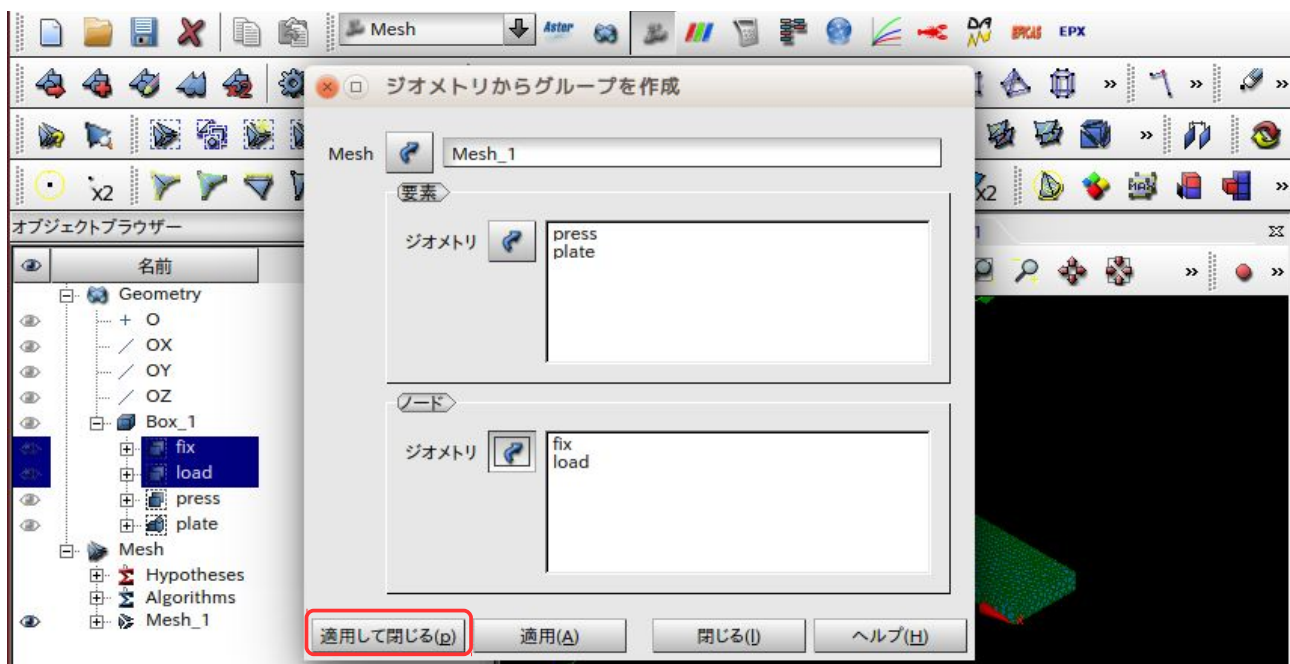 Mesh
Aster
EPX
ジオメトリからグループを作成
»
»
»
Mesh
Mesh_1
»
x2
要素
x2
»
オブジェクトブラウザー
ジオメトリ
press
plate
名前
»
»
Geometry
O
OX
OY
OZ
ノード
Box_1
fix
ジオメトリ
fix
load
load
press
plate
Mesh
Hypotheses
Algorithms
Mesh_1
適用して閉じる(p)
適用(A)
閉じる(l)
ヘルプ(H)